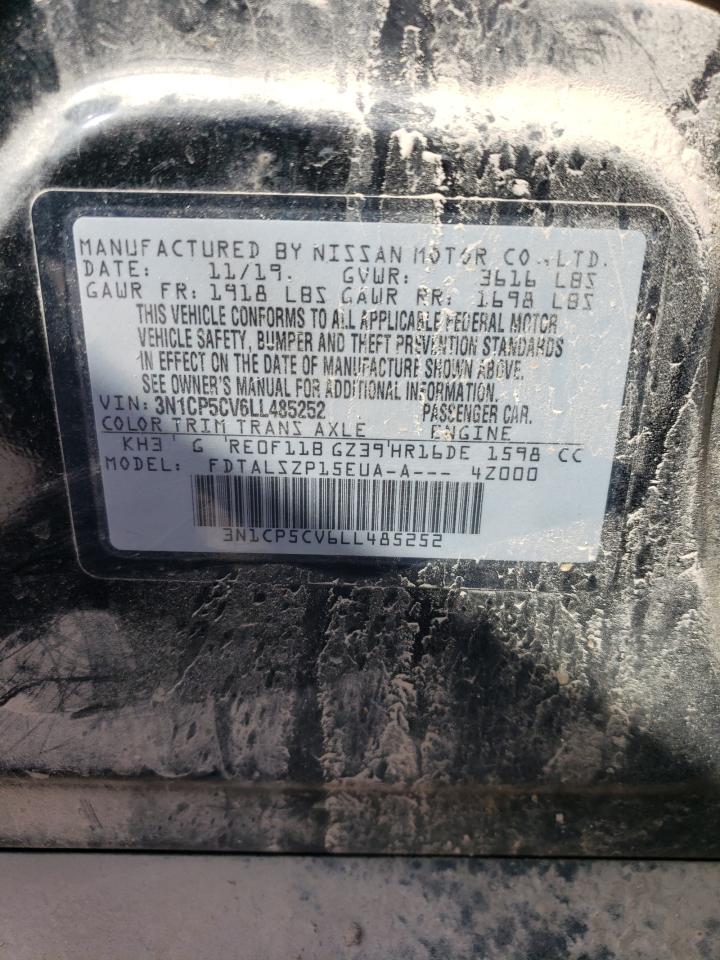 MANUFACTURED BY NISSAN MOTOR CO.,LTD.
DATE: 11/19. GVWR: 3616 LBS
GAWR FR: 1918 LBS GAWR RR: 1698 LBS
THIS VEHICLE CONFORMS TO ALL APPLICABLE FEDERAL MOTOR
VEHICLE SAFETY, BUMPER AND THEFT PREVENTION STANDARDS
IN EFFECT ON THE DATE OF MANUFACTURE SHOWN ABOVE.
SEE OWNER'S MANUAL FOR ADDITIONAL INFORMATION.
VIN: 3N1CP5CV6LL485252 PASSENGER CAR.
COLOR TRIM TRANS AXLE ENGINE
KH3 G RE0F11B GZ39 HR16DE 1598 CC
MODEL: FDTALSZP15EUA-A--- 4Z000
3N1CP5CV6LL485252